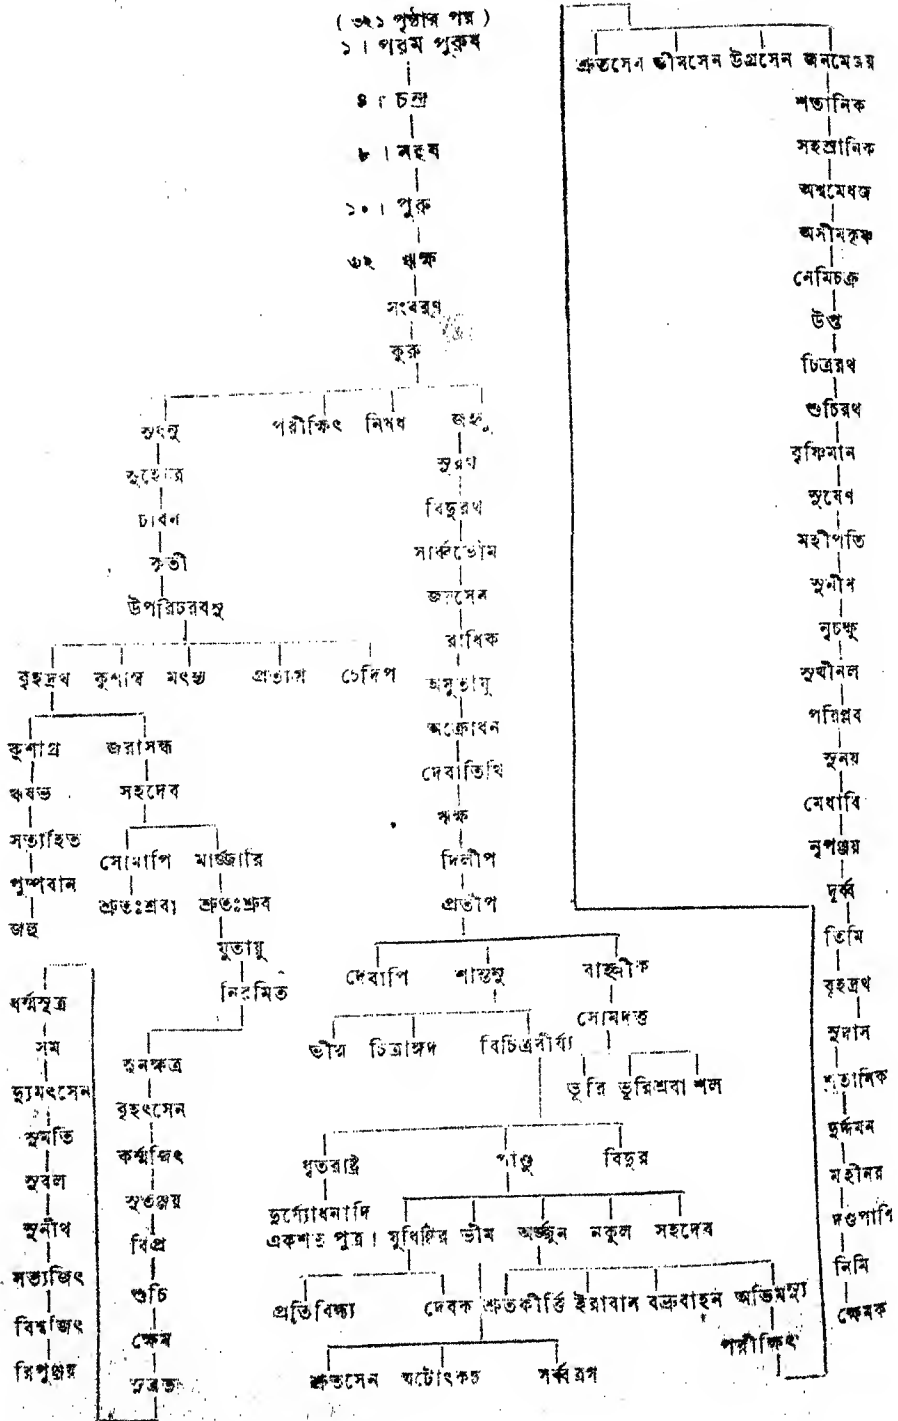 ( ৩২১ পৃষ্ঠার পর )
১ । পরম পুরুষ
৪ । চন্দ্র
৮ । নহুষ
১০ । পুরু
৩২ ঋক্ষ
সংবরণ
কুরু
সুধনু পরীক্ষিৎ নিষধ জহ্নু
সুহোত্র
চ্যবন
কৃতী
উপরিচরবসু
বৃহদ্রথ কুশাম্ব মৎস্য প্রত্যগ্র চেদিপ
কুশাগ্র জরাসন্ধ
ঋষভ সহদেব
সত্যহিত
সোমাপি মার্জ্জারি
পুষ্পবান
শ্রুতঃশ্রবা শ্রুতঃশ্রব
জহু
যুতায়ু
নিরমিত
সুনক্ষত্র
বৃহৎসেন
কর্ম্মজিৎ
সুতঞ্জয়
বিপ্র
শুচি
ক্ষেম
সুব্রত
ধর্ম্মসূত্র
সম
দ্যুমৎসেন
সুমতি
সুবল
সুনীথ
সত্যজিৎ
বিশ্বজিৎ
রিপুঞ্জয়
সুরথ
বিদুরথ
সার্ব্বভৌম
জয়সেন
রাধিক
অযুতায়ু
অক্রোধন
দেবাতিথি
ঋক্ষ
দিলীপ
প্রতীপ
দেবাপি শান্তনু বাহ্লীক
সোমদত্ত
ভীষ্ম চিত্রাঙ্গদ বিচিত্রবীর্য্য
ভূরি ভূরিশ্রবা শল
ধৃতরাষ্ট্র পাণ্ডু বিদুর
দুর্য্যোধনাদি
একশত পুত্র । যুধিষ্ঠির ভীম অর্জ্জুন নকুল সহদেব
প্রতিবিন্ধ্য দেবক শ্রুতকীর্ত্তি ইরাবান বভ্রুবাহন অভিমন্যু
পরীক্ষিৎ
শ্রুতসেন ঘটোৎকচ সর্ব্বত্রগ
শ্রুতসেন ভীমসেন উগ্রসেন জনমেজয়
শতানিক
সহস্রানিক
অশ্বমেধজ
অসীমকৃষ্ণ
নেমিচক্র
উপ্ত
চিত্ররথ
শুচিরথ
বৃষ্ণিমান
সুষেণ
মহীপতি
সুনীথ
নৃচক্ষু
সুখীনল
পরিপ্লব
সুনয়
মেধাবি
নৃপঞ্জয়
দূর্ব্ব
তিমি
বৃহদ্রথ
সুদাস
শতানিক
দুর্দ্দমন
মহীনর
দণ্ডপাণি
নিমি
ক্ষেমক